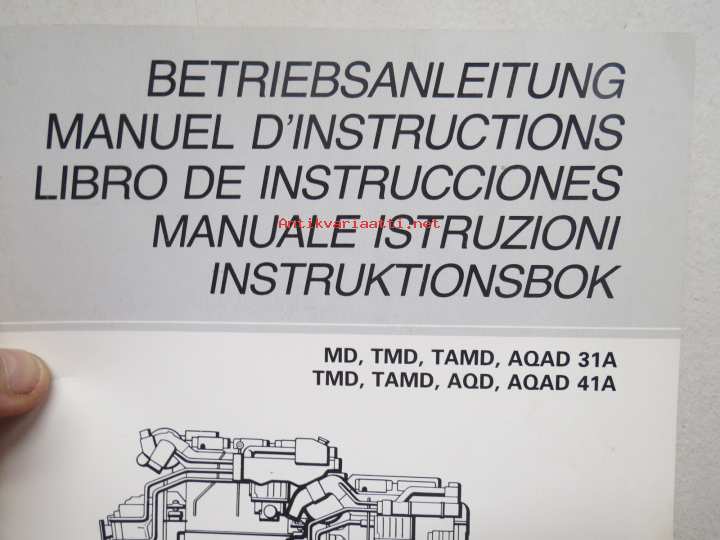 BETRIEBSANLEITUNG
MANUEL D'INSTRUCTIONS
LIBRO DE INSTRUCCIONES
Antikvariaatti.net
MANUALE ISTRUZIONI
INSTRUKTIONSBOK
MD, TMD, TAMD, AQAD 31A
TMD, TAMD, AQD, AQAD 41A